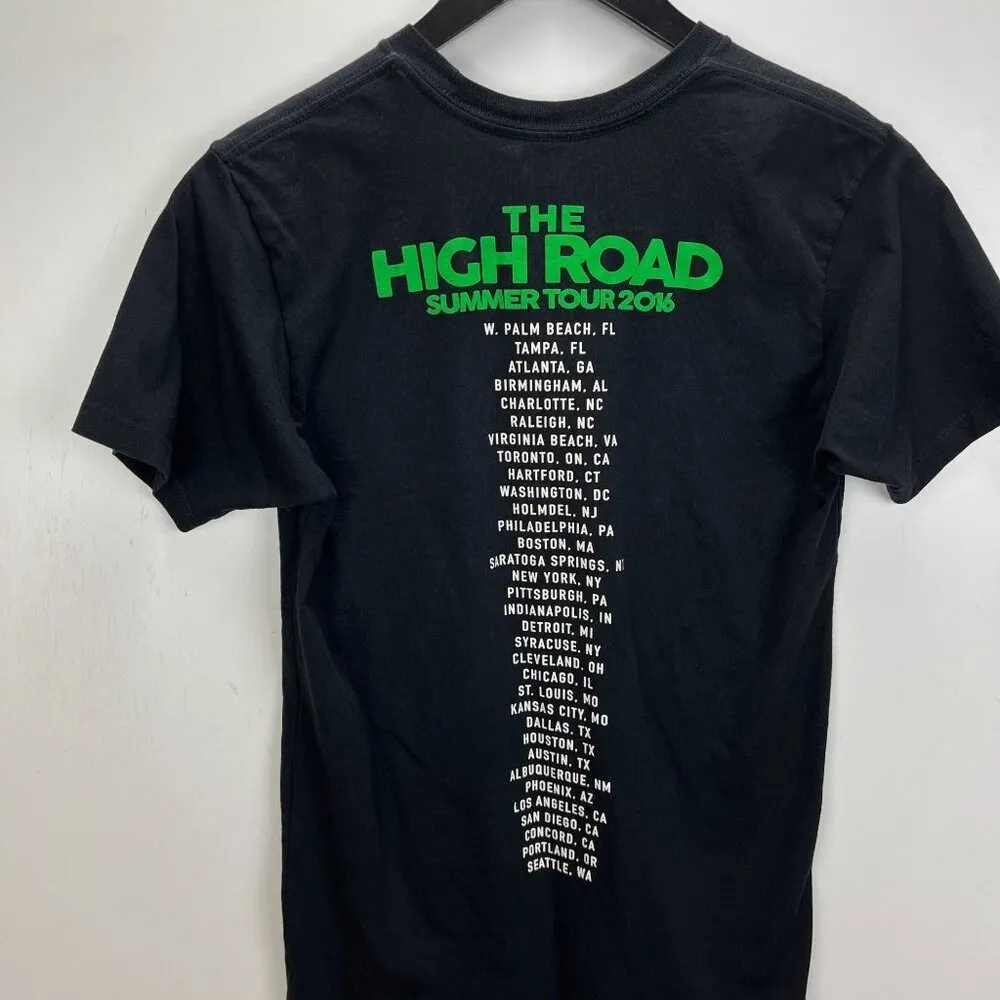 THE
HIGH ROAD
SUMMER TOUR 2016
W. PALM BEACH, FL
TAMPA, FL
ATLANTA, GA
BIRMINGHAM, AL
CHARLOTTE, NC
RALEIGH, NC
VIRGINIA BEACH, VA
TORONTO, ON, CA
HARTFORD, CT
WASHINGTON, DC
HOLMDEL, NJ
PHILADELPHIA, PA
BOSTON, MA
SARATOGA SPRINGS,
NEW YORK, NY
PITTSBURGH, PA
INDIANAPOLIS, IN
DETROIT, MI
SYRACUSE, NY
CLEVELAND, OH
CHICAGO, IL
ST. LOUIS, MO
KANSAS CITY, MO
DALLAS, TX
HOUSTON, TX
AUSTIN, TX
ALBUQUERQUE, NM
PHOENIX, AZ
LOS ANGELES, CA
SAN DIEGO, CA
CONCORD, CA
PORTLAND, OR
SEATTLE, WA